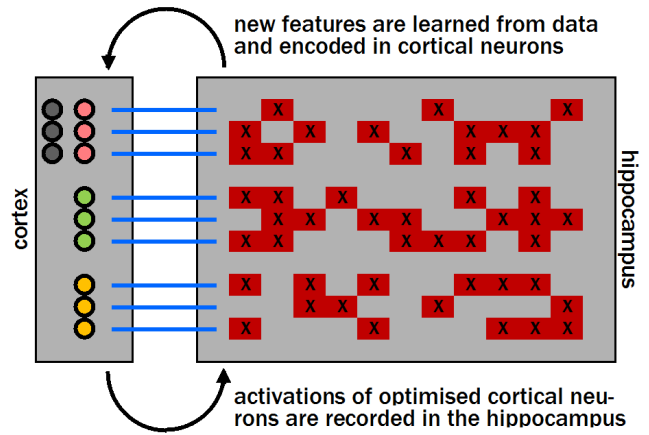 new features are learned from data
and encoded in cortical neurons
cortex
X X X
X X X X X X
X X X X X
X X X X X
X X X X X X X
X X X X X X
X X X X X X
X X X X
X X X X X
hippocampus
activations of optimised cortical neu-
rons are recorded in the hippocampus